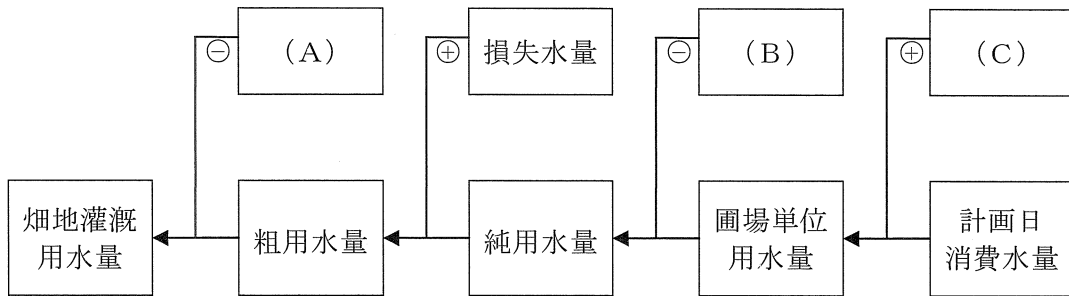 ⊖
(A)
⊕
損失水量
⊖
(B)
⊕
(C)
畑地灌漑
用水量
粗用水量
純用水量
圃場単位
用水量
計画日
消費水量